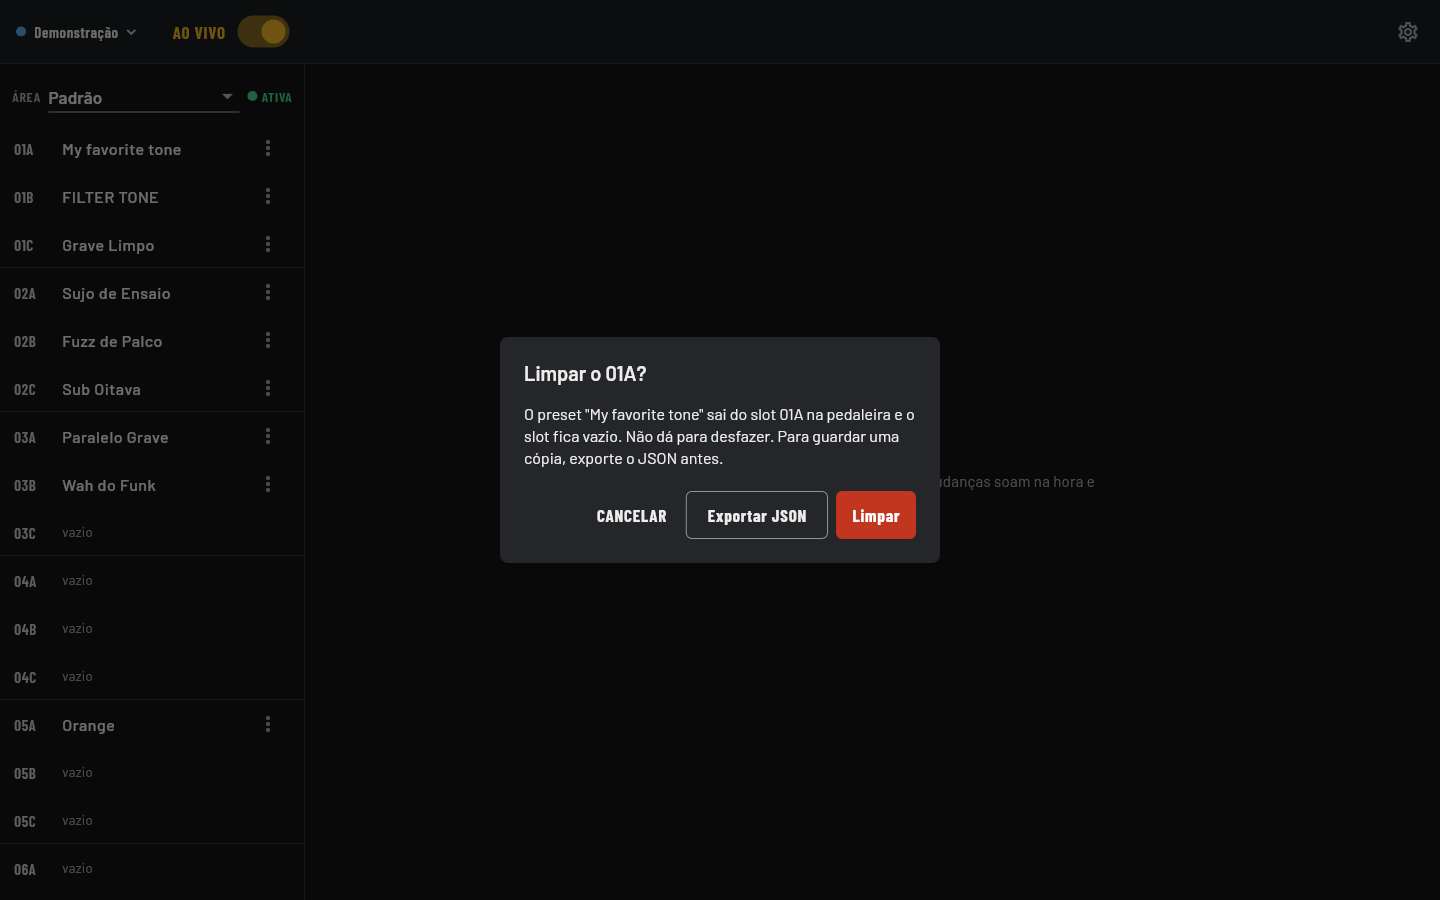 Demonstração
AO VIVO
ÁREA Padrão ATIVA
01A My favorite tone
01B FILTER TONE
01C Grave Limpo
02A Sujo de Ensaio
02B Fuzz de Palco
02C Sub Oitava
03A Paralelo Grave
03B Wah do Funk
03C vazio
04A vazio
04B vazio
04C vazio
05A Orange
05B vazio
05C vazio
06A vazio
Limpar o 01A?
O preset "My favorite tone" sai do slot 01A na pedaleira e o
slot fica vazio. Não dá para desfazer. Para guardar uma
cópia, exporte o JSON antes.
CANCELAR Exportar JSON Limpar
soam na hora e